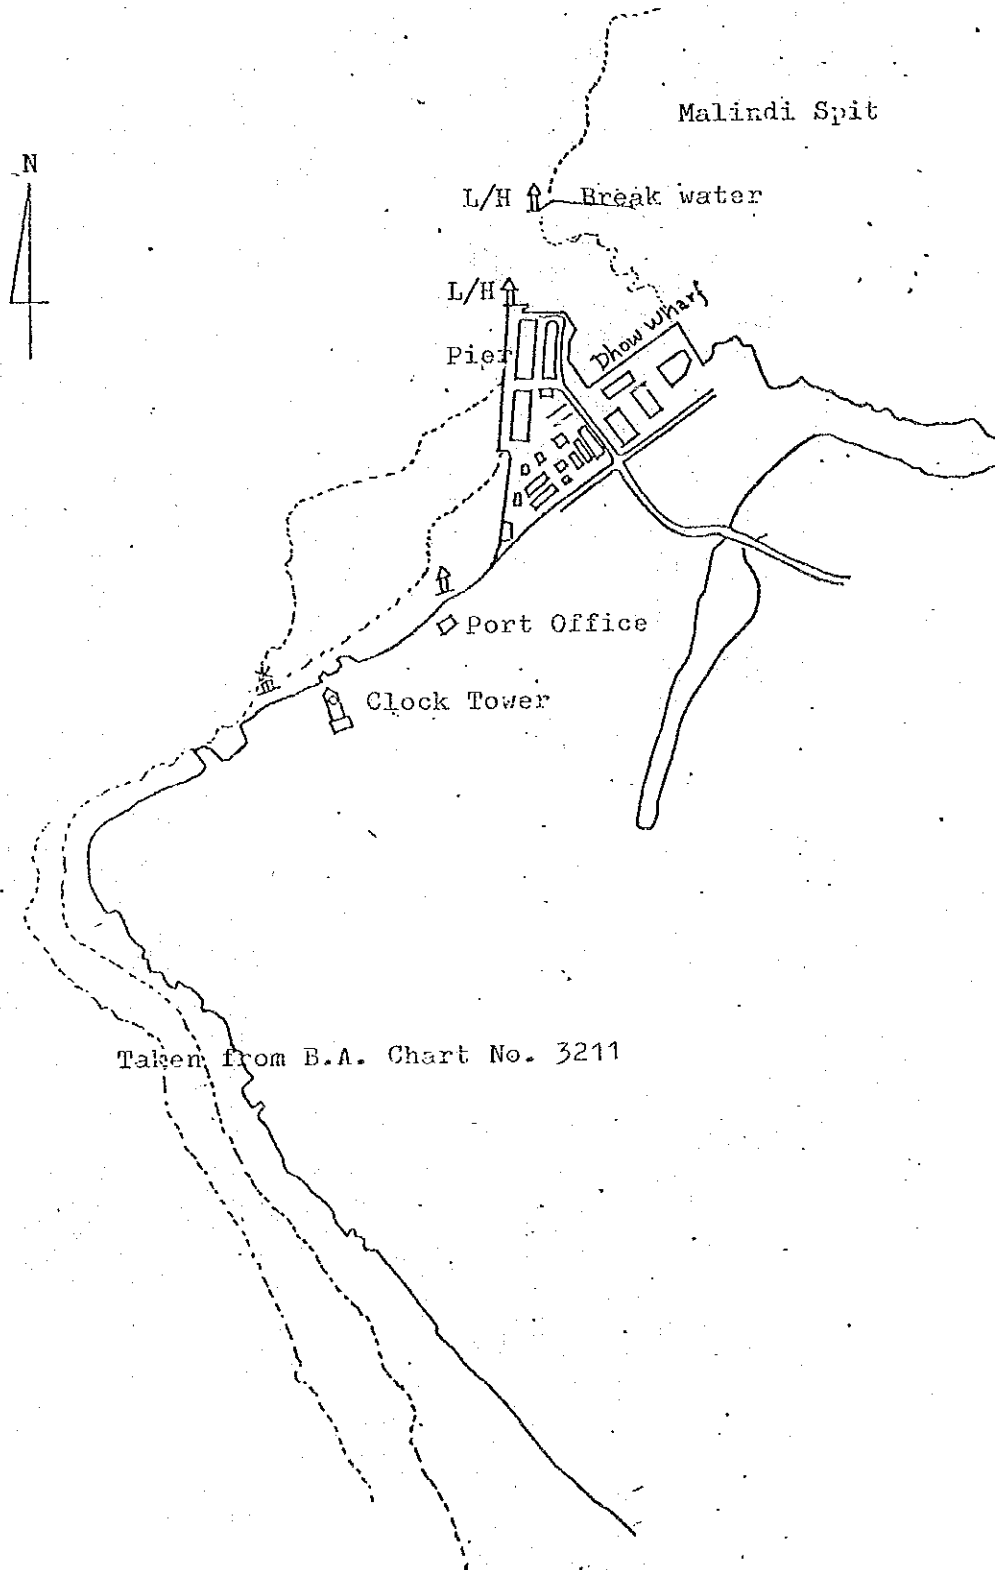 Malindi Spit
N
L/H Break water
L/H
Dhow Wharf
Pier
Port Office
Clock Tower
Taken from B.A. Chart No. 3211